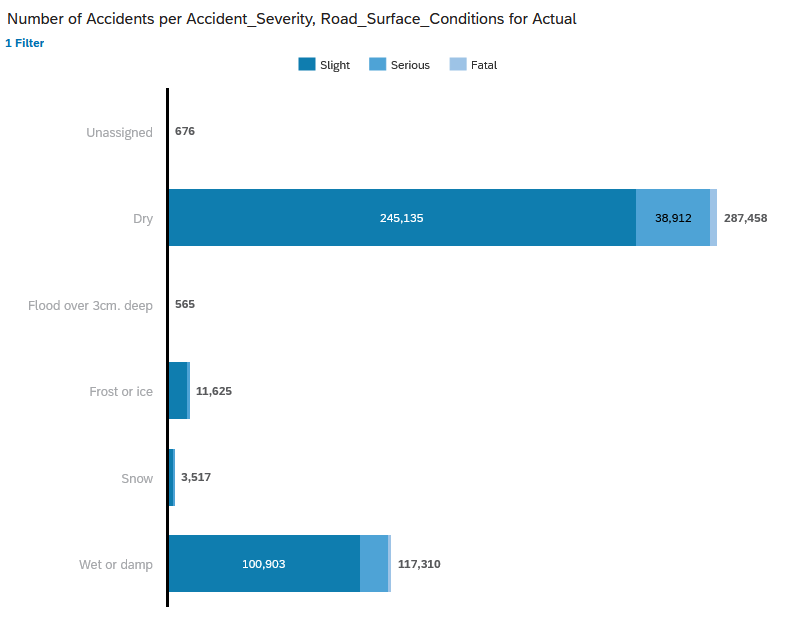 Number of Accidents per Accident_Severity, Road_Surface_Conditions for Actual
1 Filter
Slight Serious Fatal
Unassigned 676
Dry 245,135 38,912 287,458
Flood over 3cm. deep 565
Frost or ice 11,625
Snow 3,517
Wet or damp 100,903 117,310